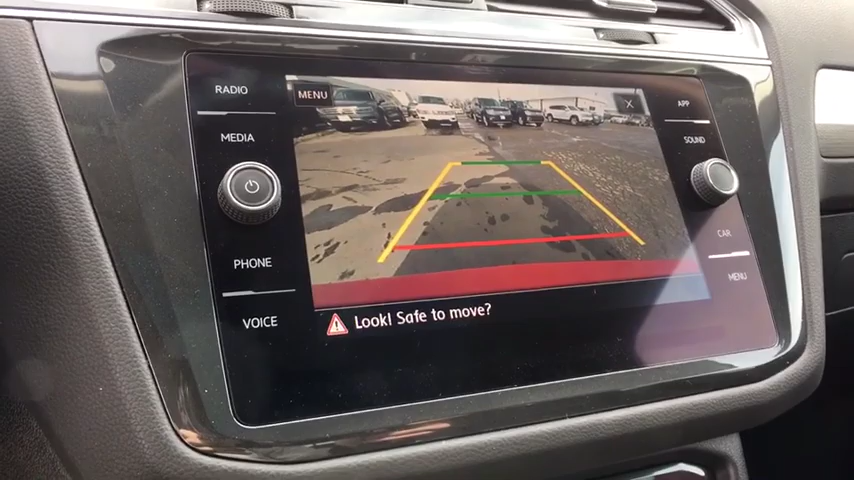 RADIO
MEDIA
PHONE
VOICE
MENU
Look! Safe to move?
APP
SOUND
CAR
MENU